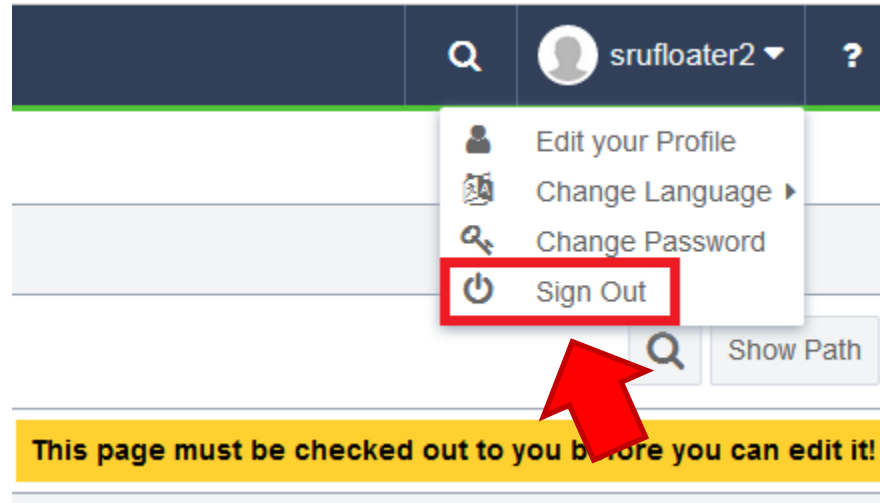 srufloater2 ?
Edit your Profile
Change Language
Change Password
Sign Out
Show Path
This page must be checked out to you before you can edit it!